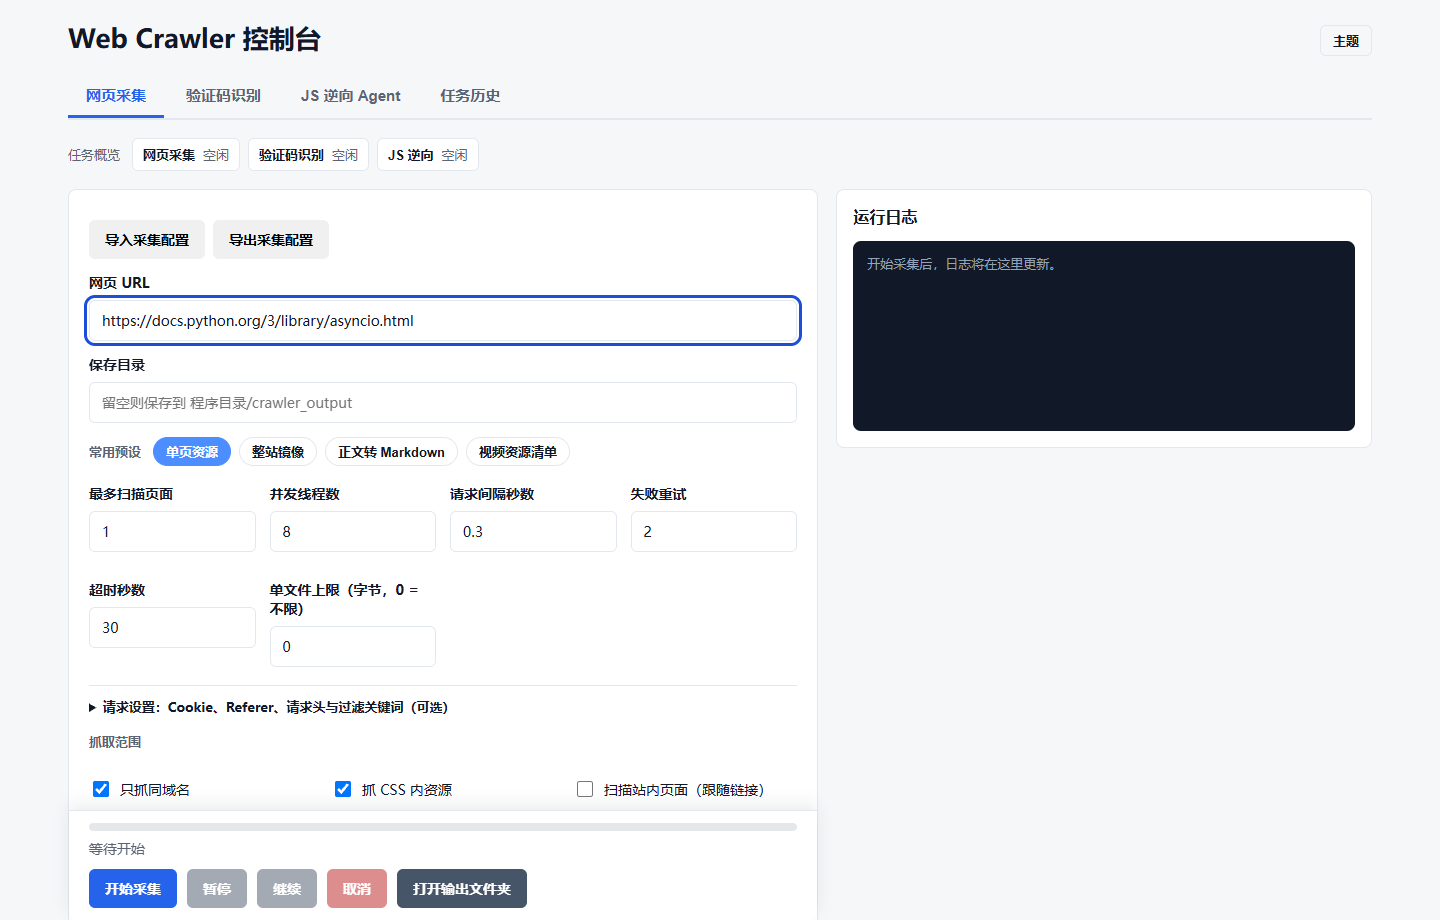 Web Crawler 控制台
主题
网页采集 验证码识别 JS 逆向 Agent 任务历史
任务概览 网页采集 空闲 验证码识别 空闲 JS 逆向 空闲
导入采集配置 导出采集配置
网页 URL
https://docs.python.org/3/library/asyncio.html
保存目录
留空则保存到 程序目录/crawler_output
常用预设 单页资源 整站镜像 正文转 Markdown 视频资源清单
最多扫描页面 并发线程数 请求间隔秒数 失败重试
1 8 0.3 2
超时秒数 单文件上限（字节，0 =
不限）
30 0
请求设置：Cookie、Referer、请求头与过滤关键词（可选）
抓取范围
只抓同域名 抓 CSS 内资源 扫描站内页面（跟随链接）
等待开始
开始采集 暂停 继续 取消 打开输出文件夹
运行日志
开始采集后，日志将在这里更新。